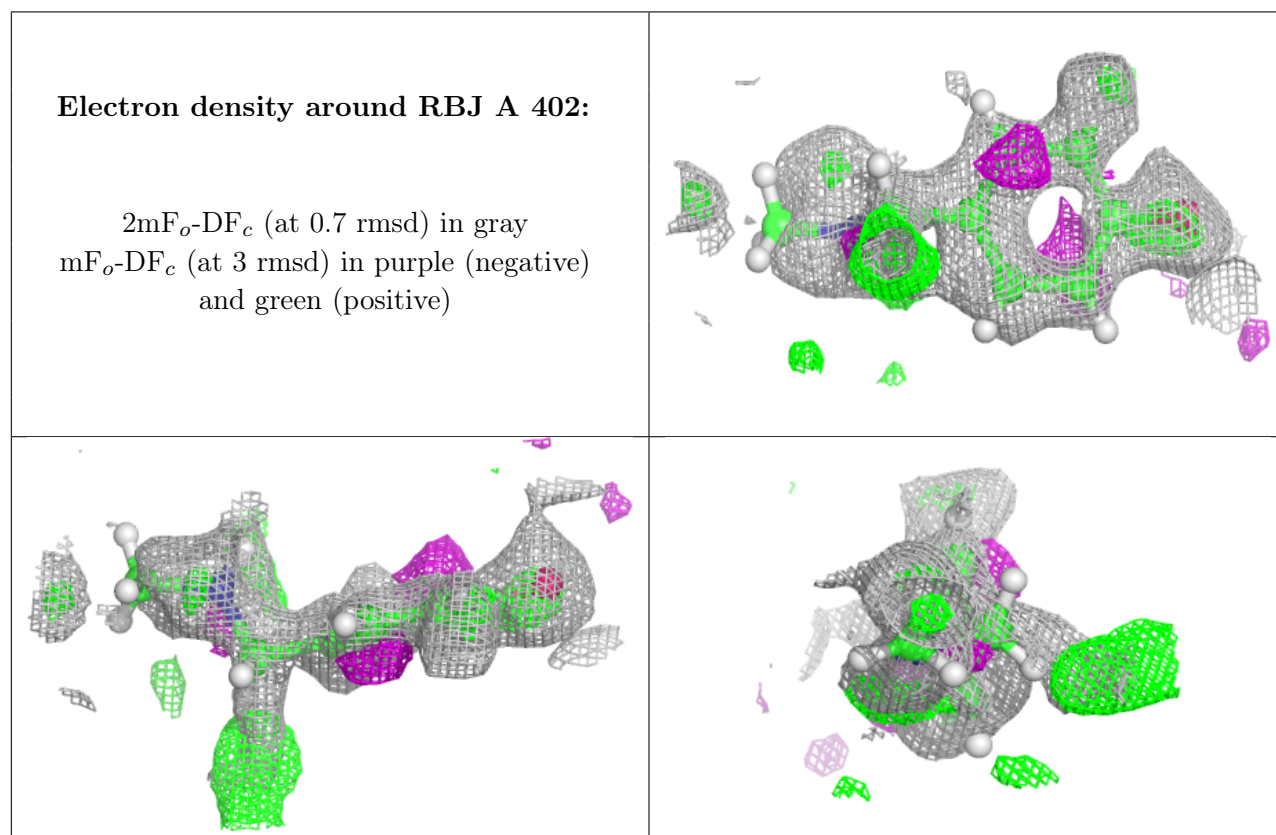 Electron density around RBJ A 402:
2mFo-DFc (at 0.7 rmsd) in gray
mFo-DFc (at 3 rmsd) in purple (negative)
and green (positive)